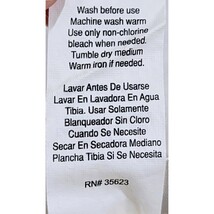 Wash before use
Machine wash warm
Use only non-chlorine
bleach when needed.
Tumble dry medium
Warm iron if needed.
Lavar Antes De Usarse
Lavar En Lavadora En Agua
Tibia. Usar Solamente
Blanqueador Sin Cloro
Cuando Se Necesite
Secar En Secadora Mediano
Plancha Tibia Si Se Necesite
RN# 35623